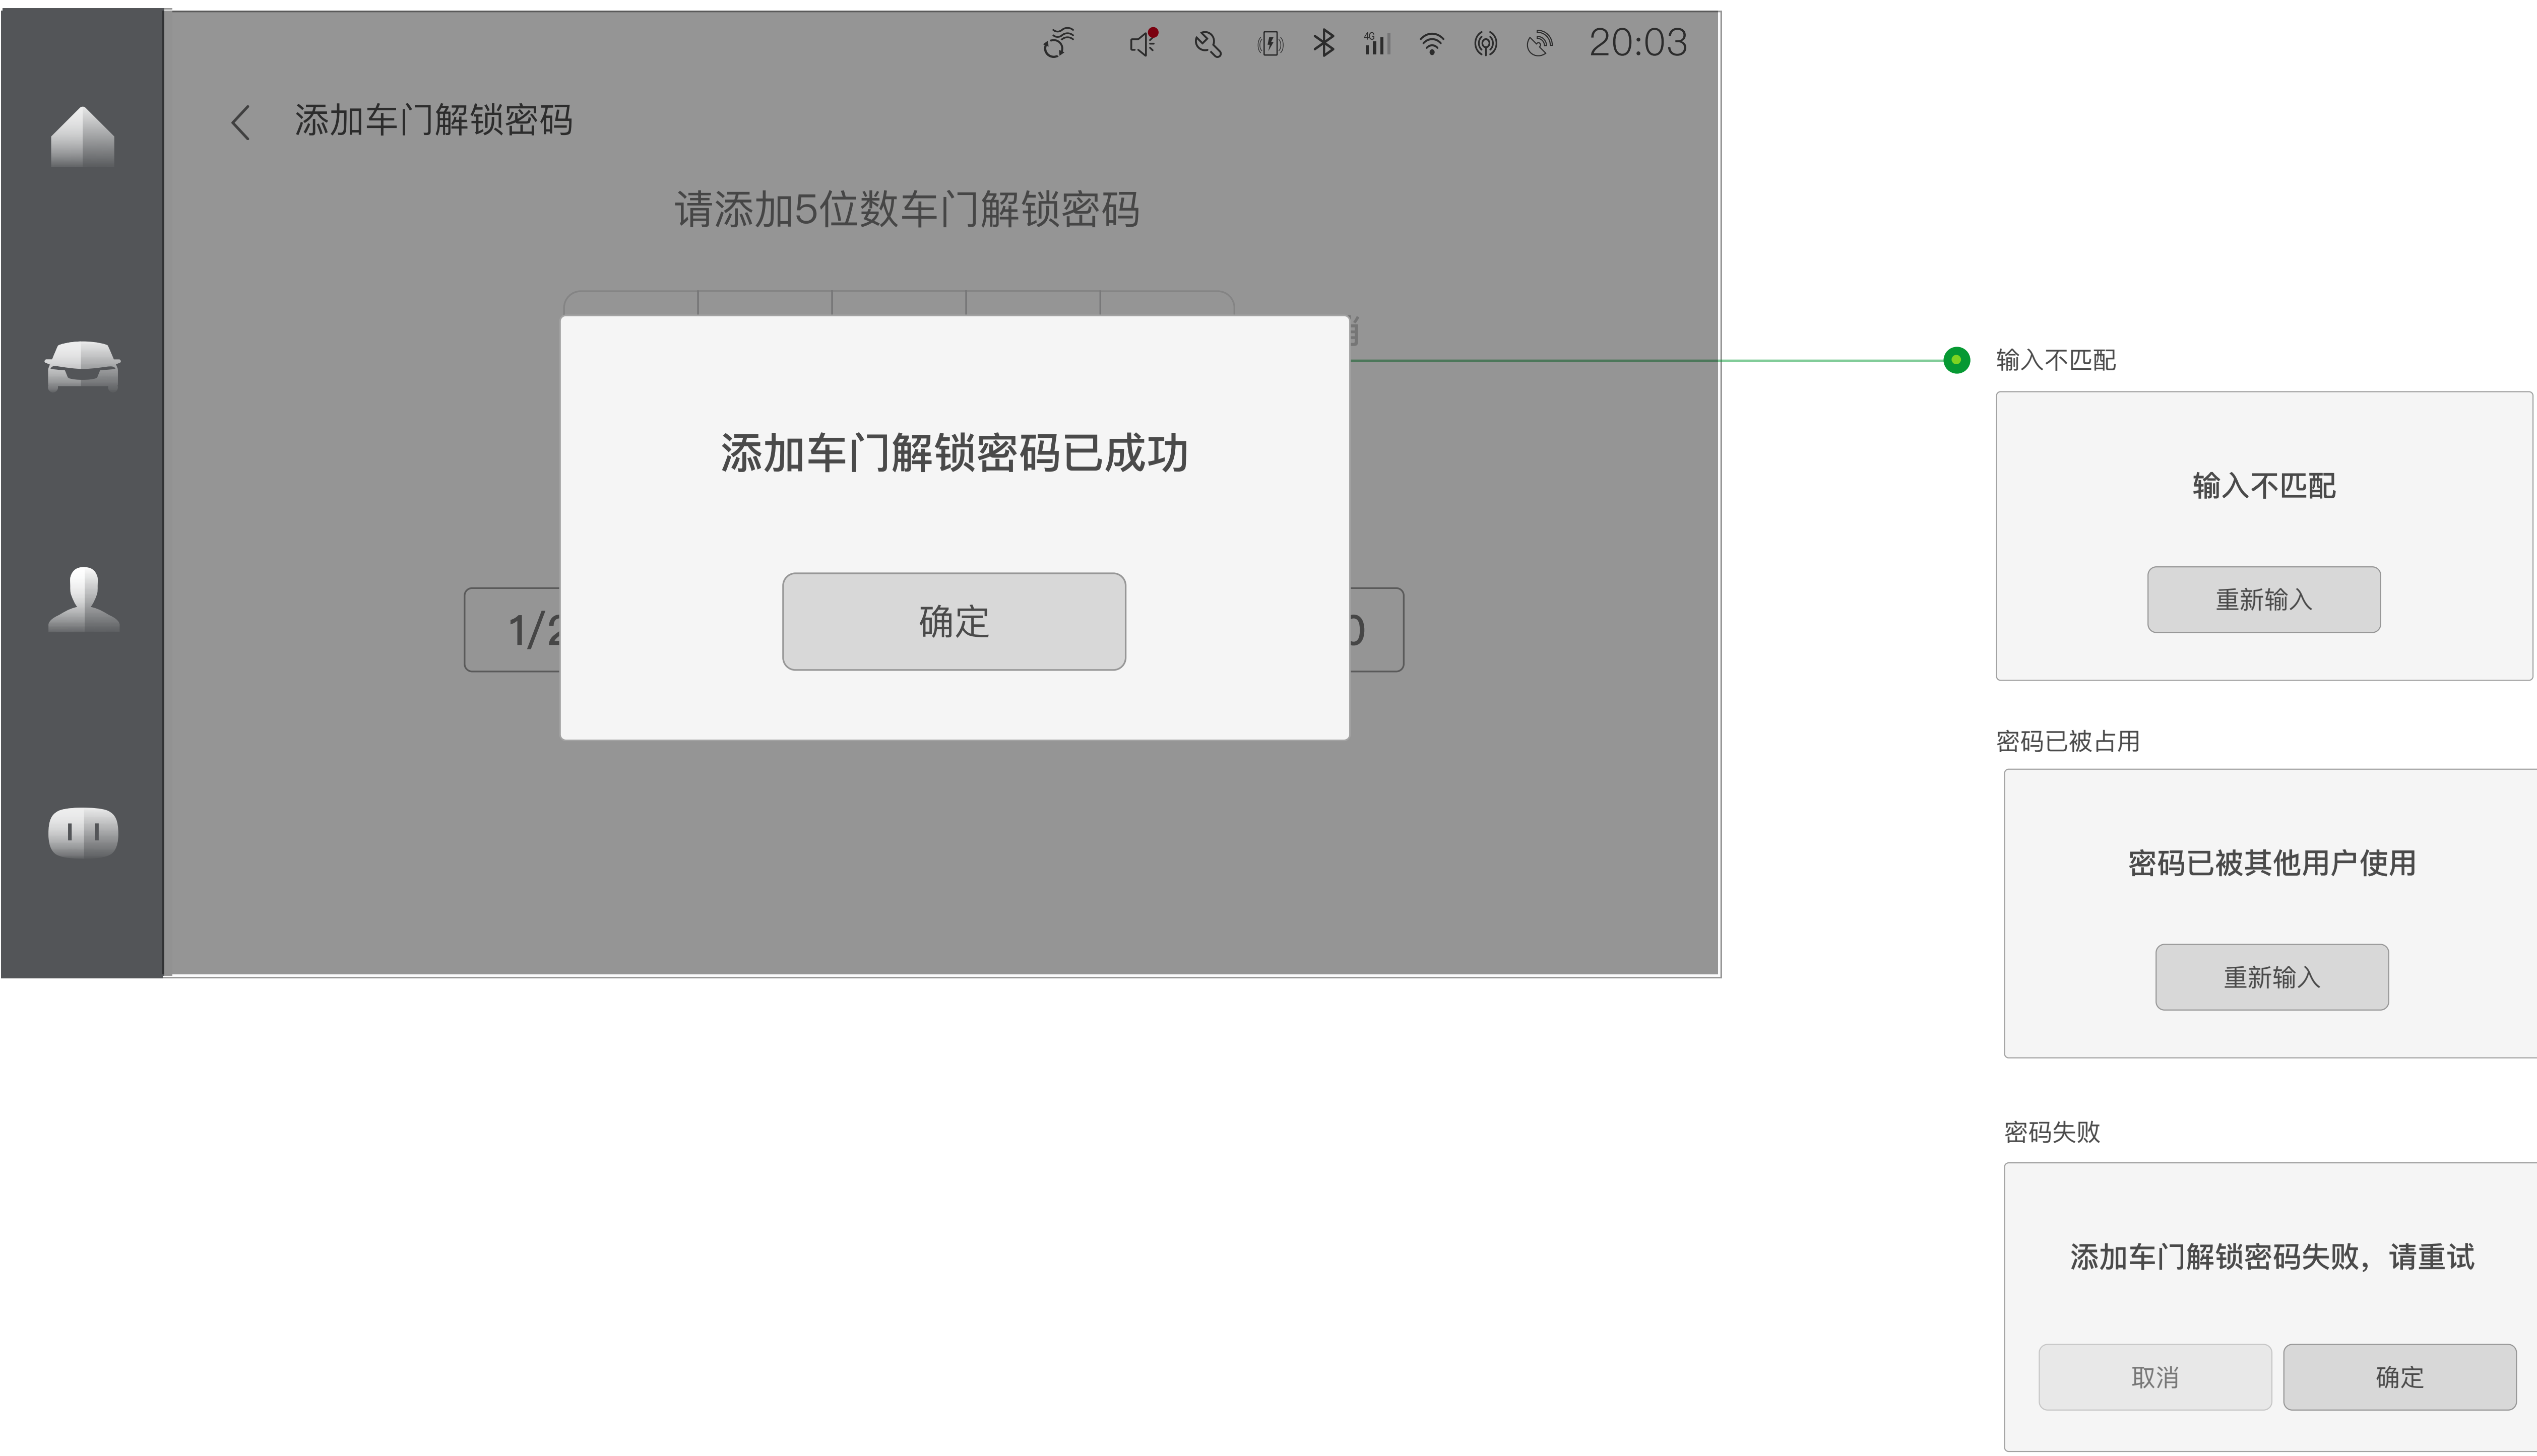 4G
20:03
添加车门解锁密码
请添加5位数车门解锁密码
添加车门解锁密码已成功
确定
1/2
0
输入不匹配
输入不匹配
重新输入
密码已被占用
密码已被其他用户使用
重新输入
密码失败
添加车门解锁密码失败，请重试
取消
确定